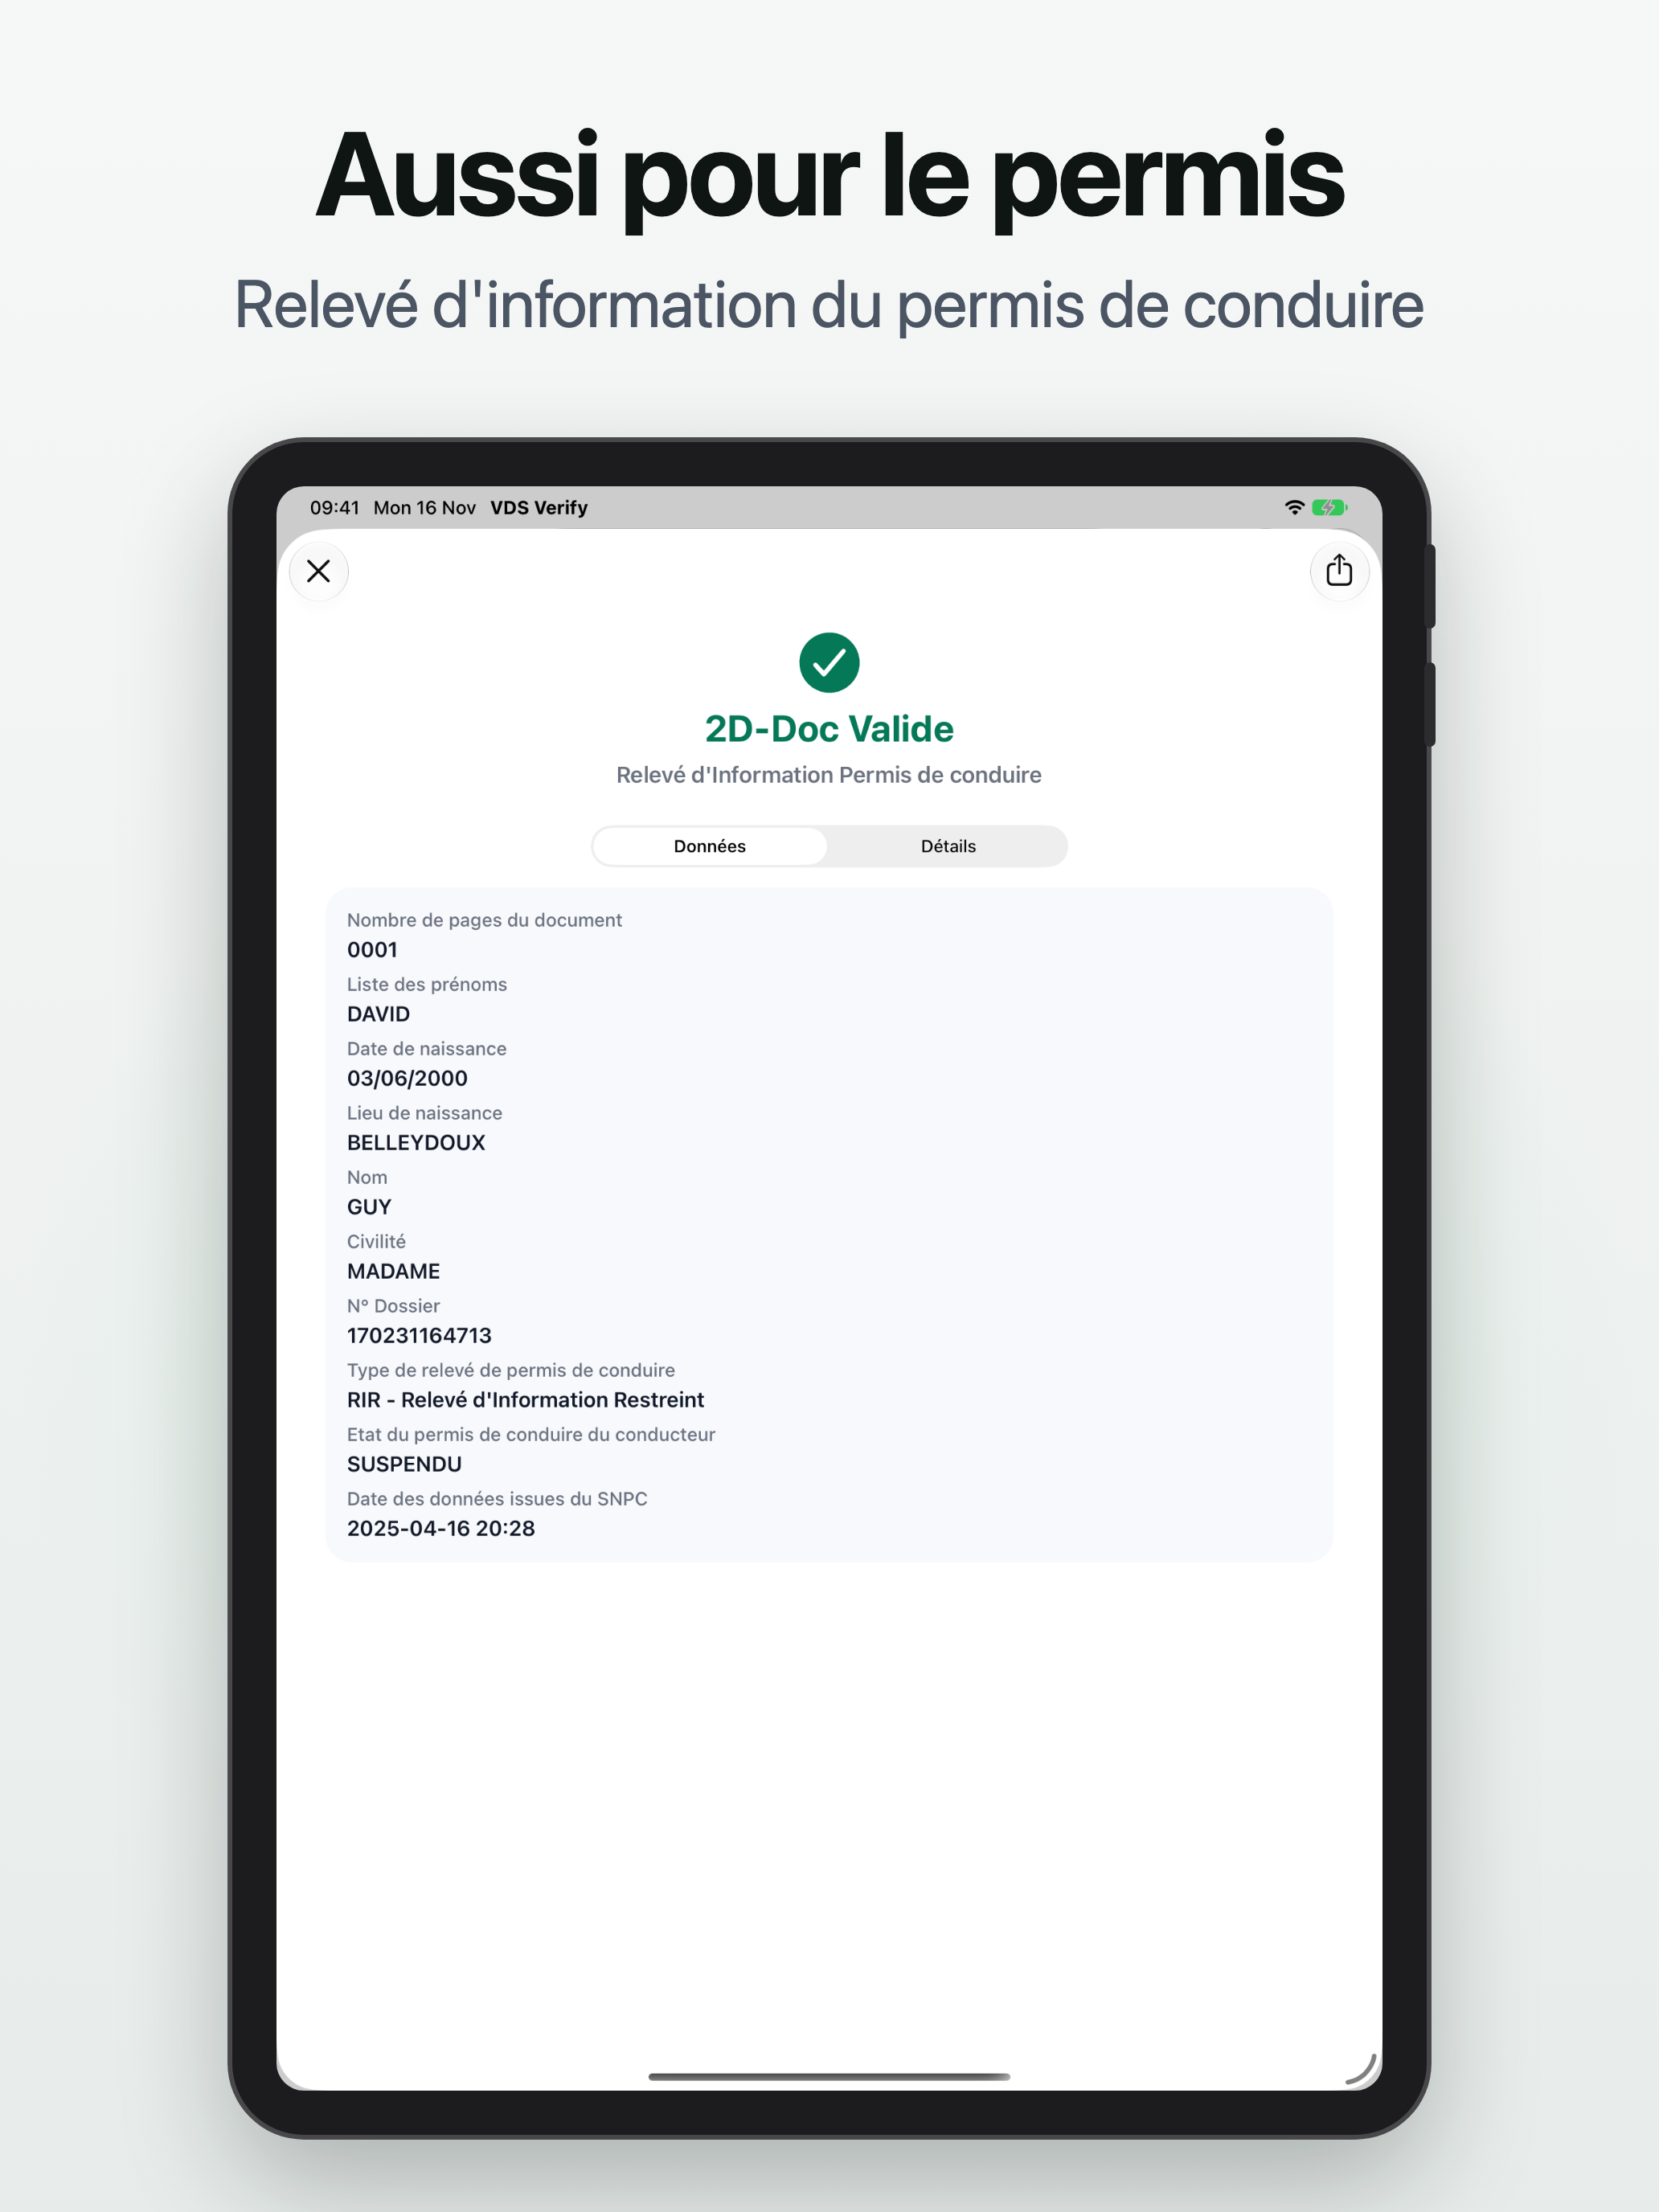 Aussi pour le permis
Relevé d'information du permis de conduire
09:41 Mon 16 Nov VDS Verify
2D-Doc Valide
Relevé d'Information Permis de conduire
Données Détails
Nombre de pages du document
0001
Liste des prénoms
DAVID
Date de naissance
03/06/2000
Lieu de naissance
BELLEYDOUX
Nom
GUY
Civilité
MADAME
N° Dossier
170231164713
Type de relevé de permis de conduire
RIR - Relevé d'Information Restreint
Etat du permis de conduire du conducteur
SUSPENDU
Date des données issues du SNPC
2025-04-16 20:28